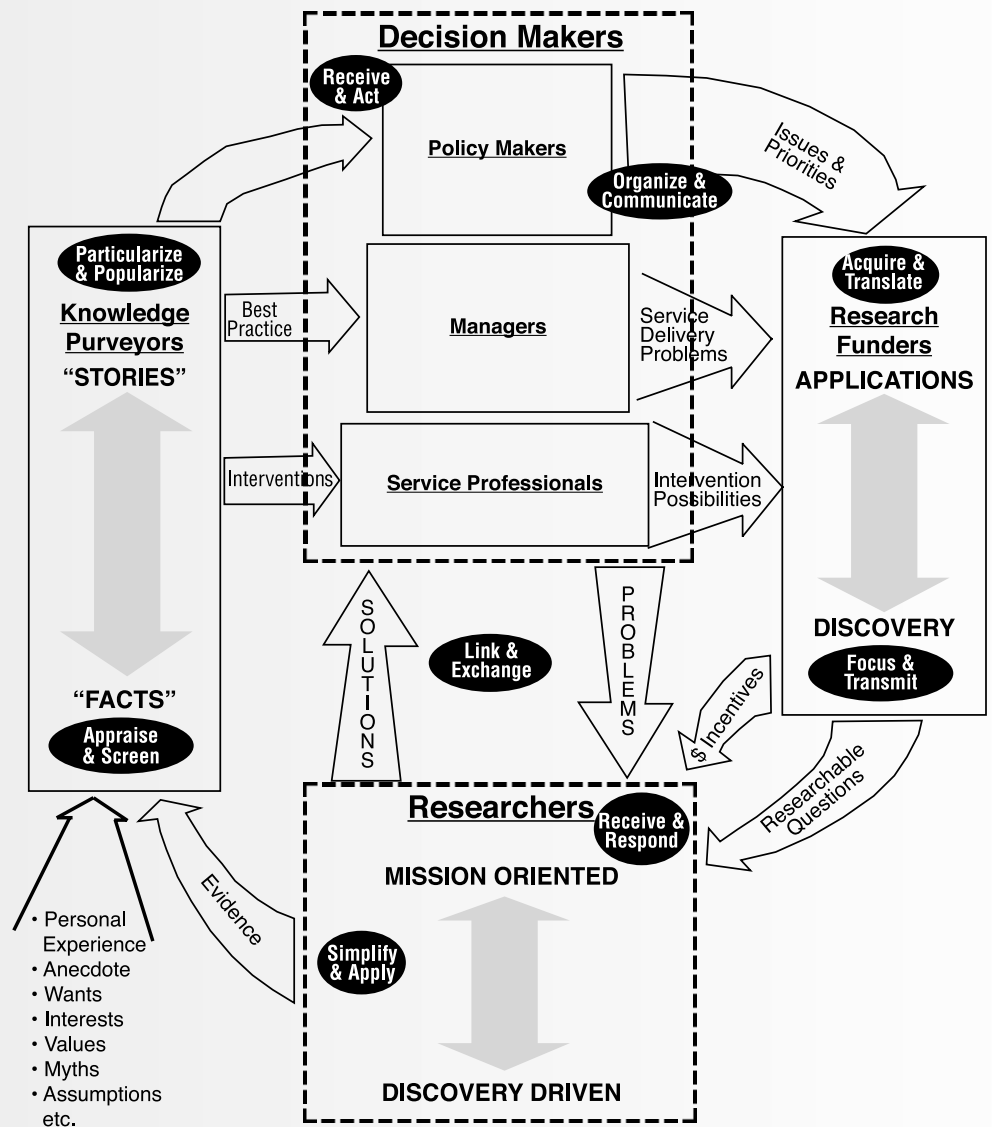 Decision Makers
Receive
& Act
Policy Makers
Issues &
Priorities
Organize &
Communicate
Particularize
& Popularize
Knowledge
Purveyors
“STORIES”
Best
Practice
Managers
Service
Delivery
Problems
Acquire &
Translate
Research
Funders
APPLICATIONS
Interventions
Service Professionals
Intervention
Possibilities
“FACTS”
Appraise
& Screen
SOLUTIONS
Link &
Exchange
PROBLEMS
DISCOVERY
Focus &
Transmit
$ Incentives
Researchable
Questions
Researchers
Receive &
Respond
MISSION ORIENTED
Evidence
Simplify
& Apply
DISCOVERY DRIVEN
· Personal
Experience
· Anecdote
· Wants
· Interests
· Values
· Myths
· Assumptions
etc.